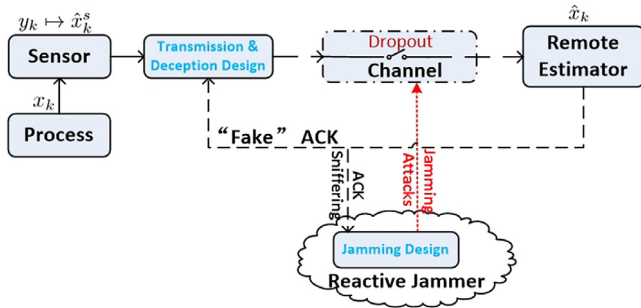 y_k ↦ x̂_k^s
Sensor
Transmission &
Deception Design
Dropout
Channel
x̂_k
Remote
Estimator
x_k
Process
“Fake” ACK
ACK
Sniffering
Jamming
Attacks
Jamming Design
Reactive Jammer